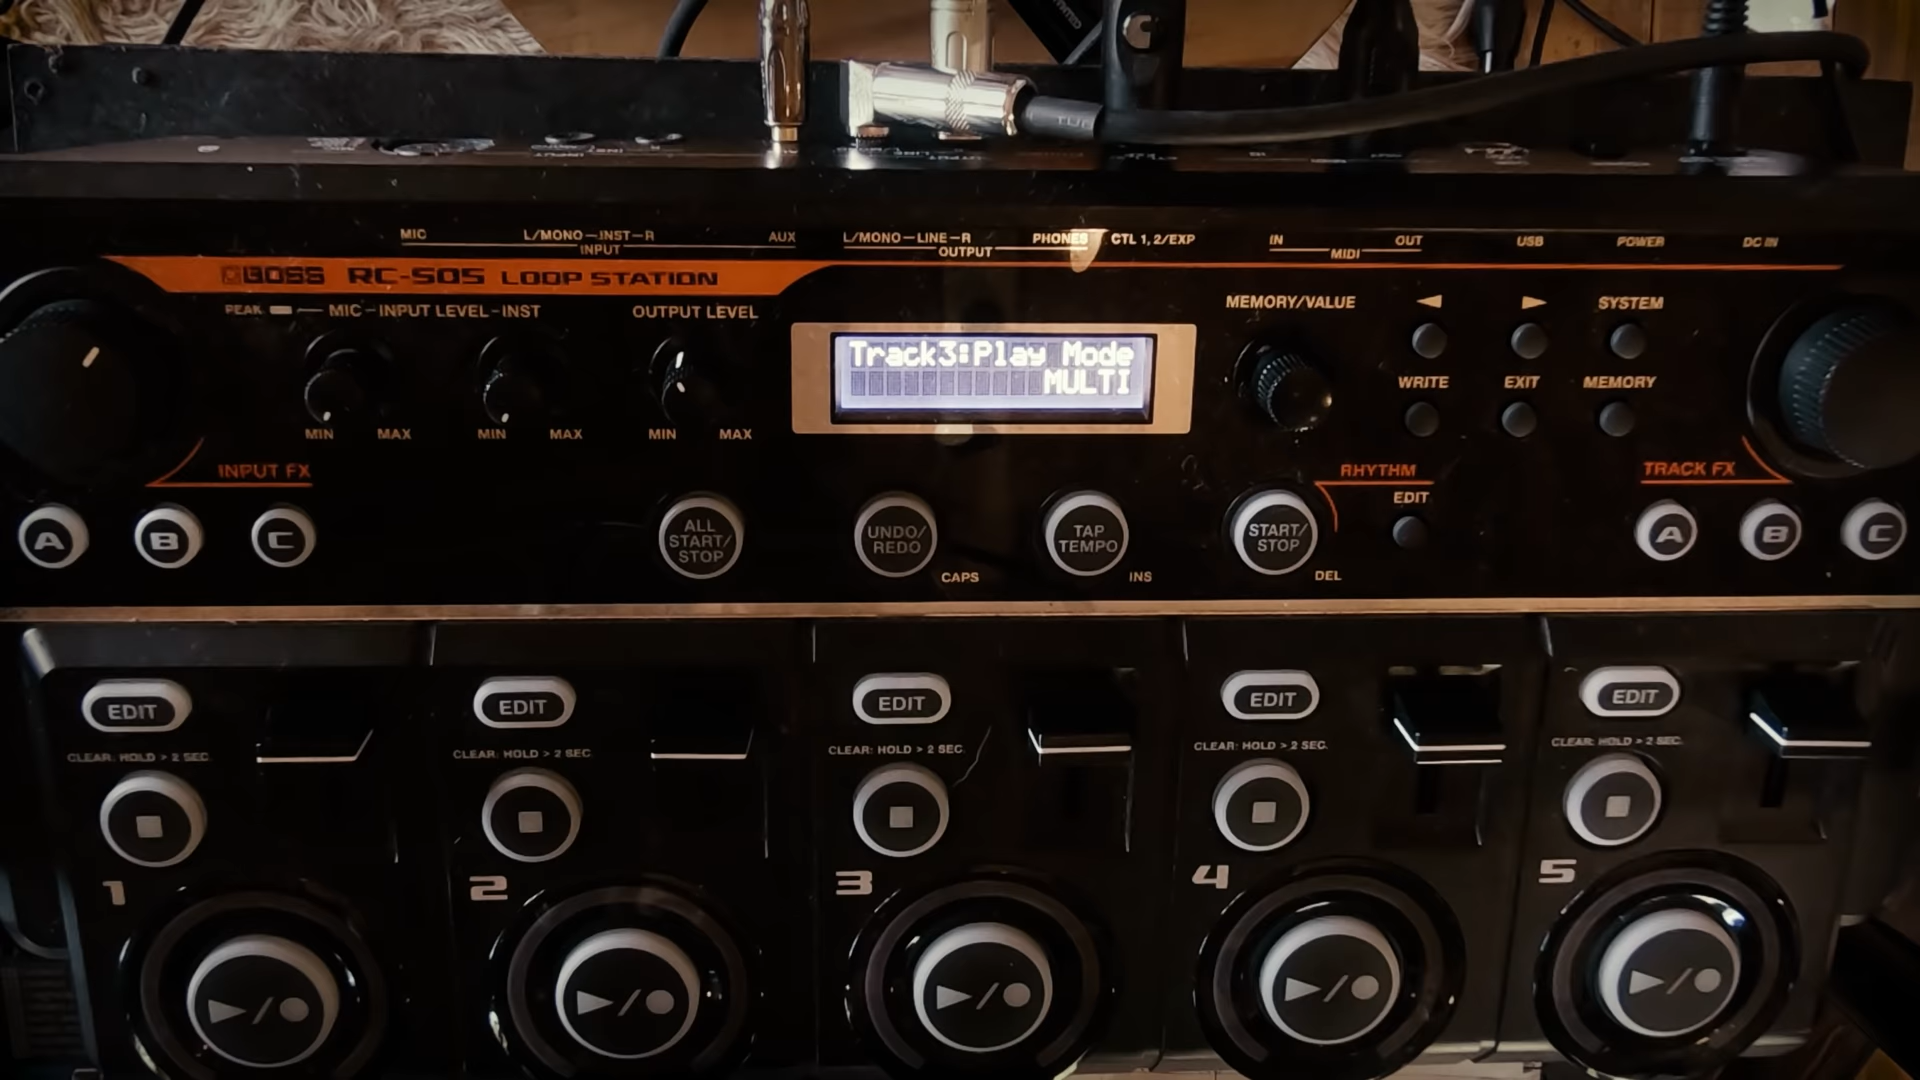 MIC L/MONO—INST—R AUX L/MONO—LINE—R PHONES CTL 1, 2/EXP IN OUT USB POWER DC IN
INPUT OUTPUT MIDI
BOSS RC-505 LOOP STATION
PEAK MIC—INPUT LEVEL—INST OUTPUT LEVEL MEMORY/VALUE ◀ ▶ SYSTEM
Track3:Play Mode
MULTI
WRITE EXIT MEMORY
MIN MAX MIN MAX MIN MAX
INPUT FX RHYTHM TRACK FX
EDIT
A B C ALL START/STOP UNDO/REDO TAP TEMPO START/STOP A B C
CAPS INS DEL
EDIT EDIT EDIT EDIT EDIT
CLEAR: HOLD > 2 SEC. CLEAR: HOLD > 2 SEC. CLEAR: HOLD > 2 SEC. CLEAR: HOLD > 2 SEC. CLEAR: HOLD > 2 SEC.
1 2 3 4 5